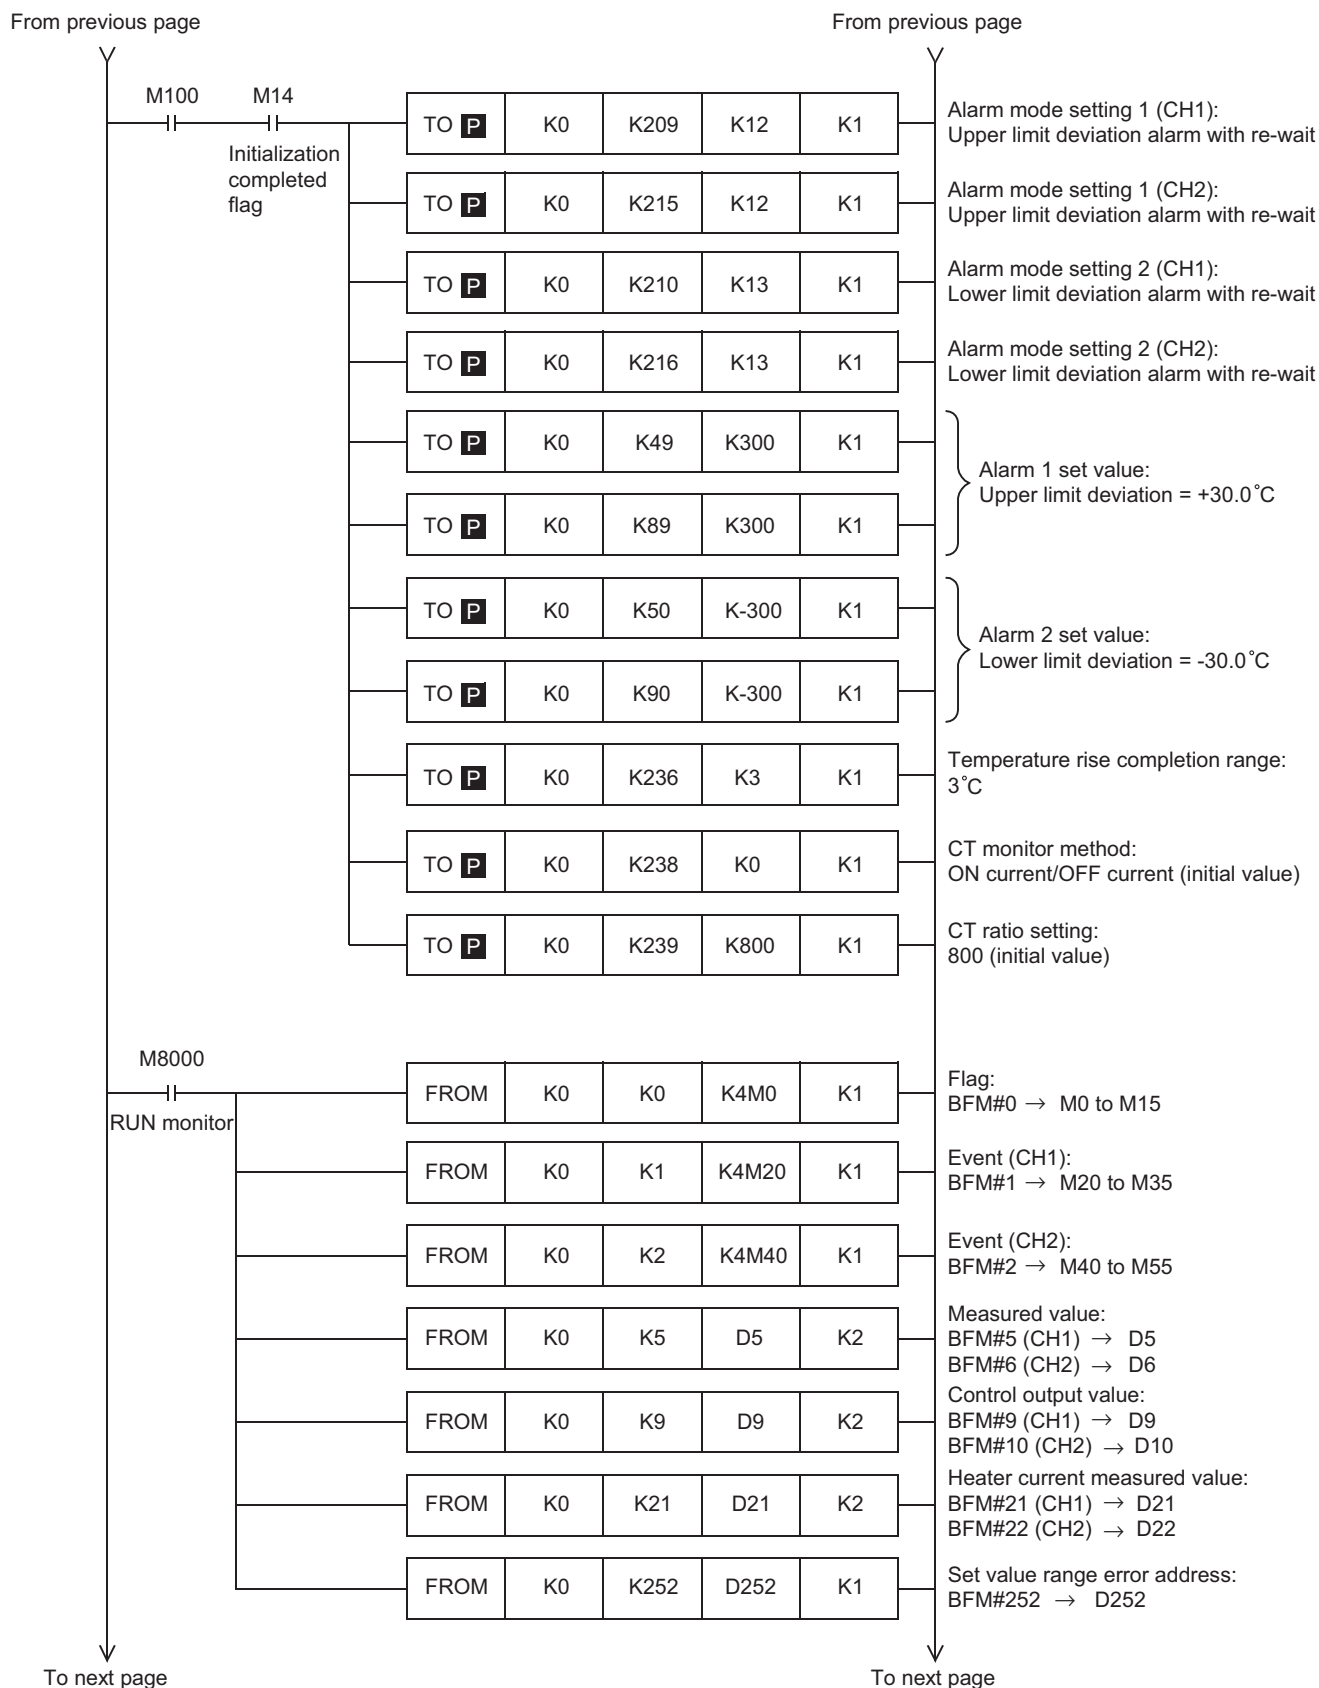 From previous page
From previous page
M100
M14
Initialization
completed
flag
TO P K0 K209 K12 K1
Alarm mode setting 1 (CH1):
Upper limit deviation alarm with re-wait
TO P K0 K215 K12 K1
Alarm mode setting 1 (CH2):
Upper limit deviation alarm with re-wait
TO P K0 K210 K13 K1
Alarm mode setting 2 (CH1):
Lower limit deviation alarm with re-wait
TO P K0 K216 K13 K1
Alarm mode setting 2 (CH2):
Lower limit deviation alarm with re-wait
TO P K0 K49 K300 K1
TO P K0 K89 K300 K1
Alarm 1 set value:
Upper limit deviation = +30.0°C
TO P K0 K50 K-300 K1
TO P K0 K90 K-300 K1
Alarm 2 set value:
Lower limit deviation = -30.0°C
TO P K0 K236 K3 K1
Temperature rise completion range:
3°C
TO P K0 K238 K0 K1
CT monitor method:
ON current/OFF current (initial value)
TO P K0 K239 K800 K1
CT ratio setting:
800 (initial value)
M8000
RUN monitor
FROM K0 K0 K4M0 K1
Flag:
BFM#0 → M0 to M15
FROM K0 K1 K4M20 K1
Event (CH1):
BFM#1 → M20 to M35
FROM K0 K2 K4M40 K1
Event (CH2):
BFM#2 → M40 to M55
FROM K0 K5 D5 K2
Measured value:
BFM#5 (CH1) → D5
BFM#6 (CH2) → D6
FROM K0 K9 D9 K2
Control output value:
BFM#9 (CH1) → D9
BFM#10 (CH2) → D10
FROM K0 K21 D21 K2
Heater current measured value:
BFM#21 (CH1) → D21
BFM#22 (CH2) → D22
FROM K0 K252 D252 K1
Set value range error address:
BFM#252 → D252
To next page
To next page